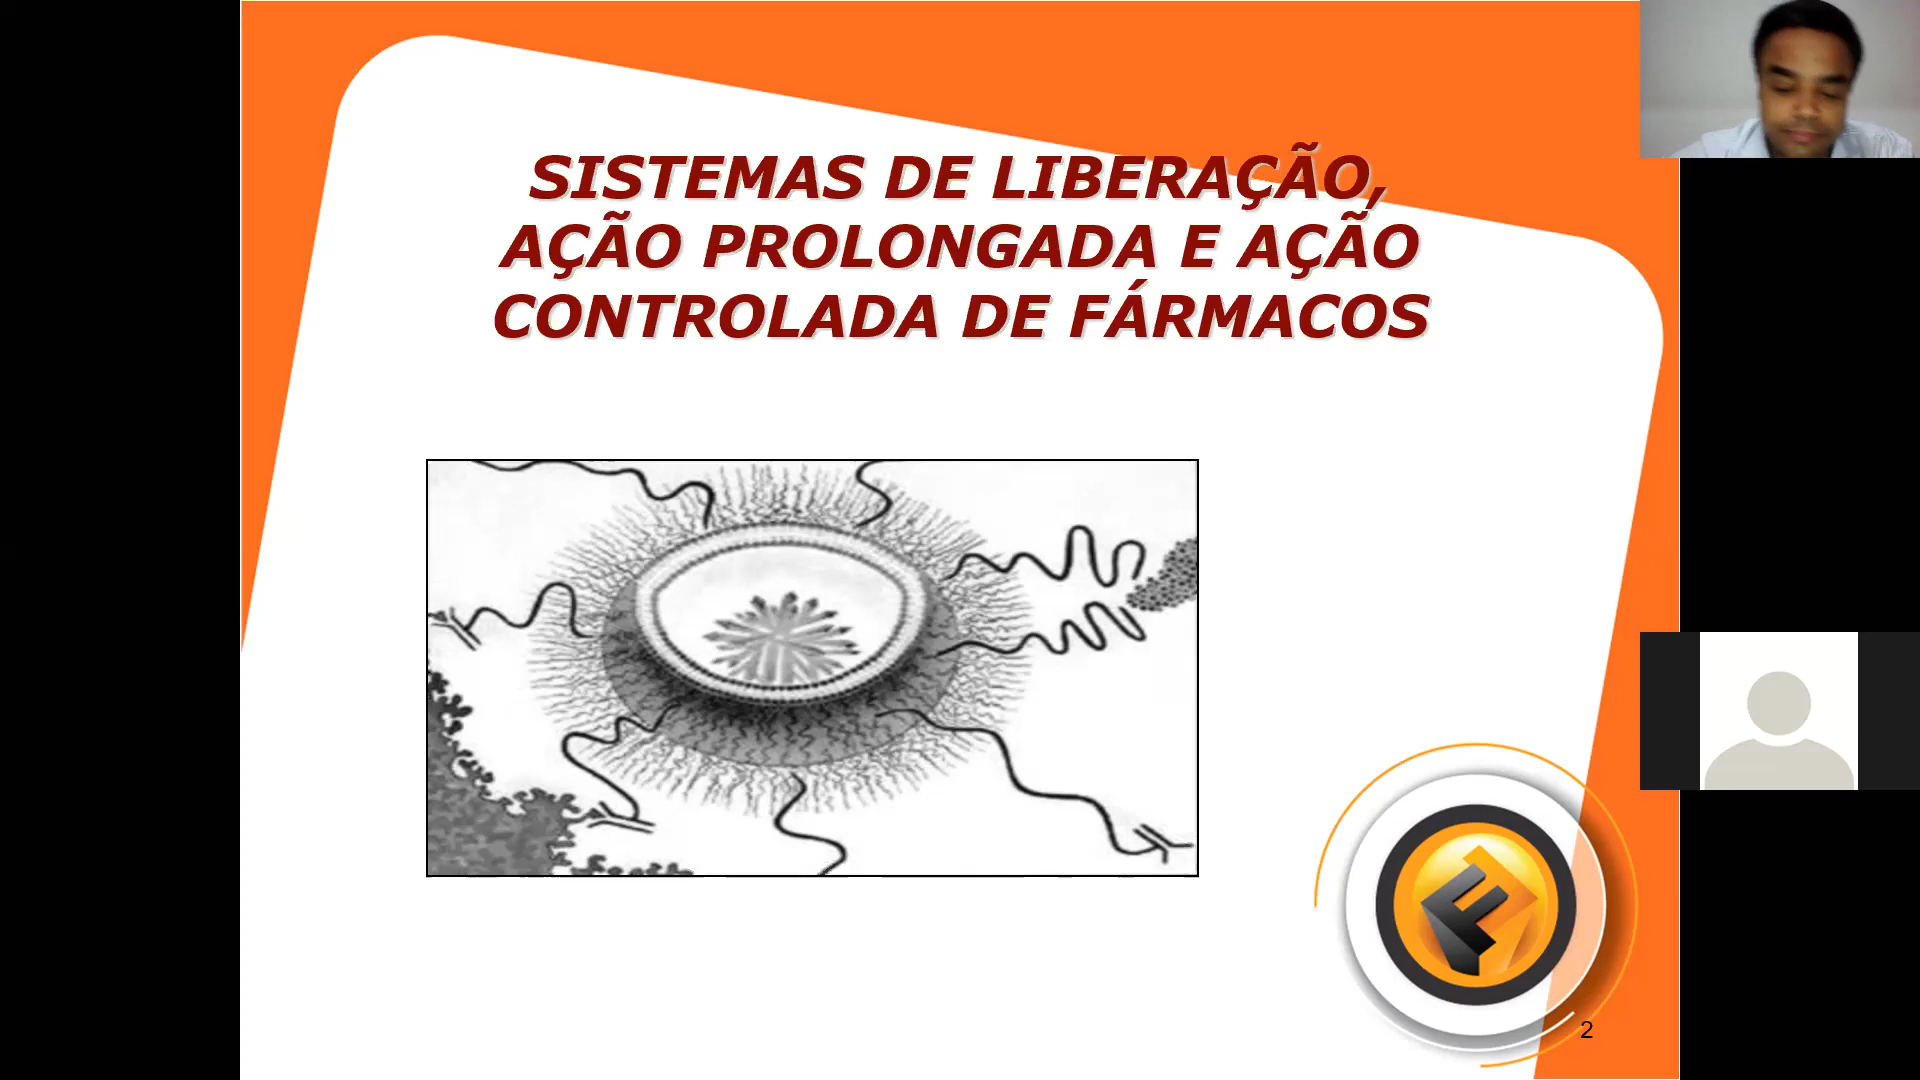 SISTEMAS DE LIBERAÇÃO,
AÇÃO PROLONGADA E AÇÃO
CONTROLADA DE FÁRMACOS
2